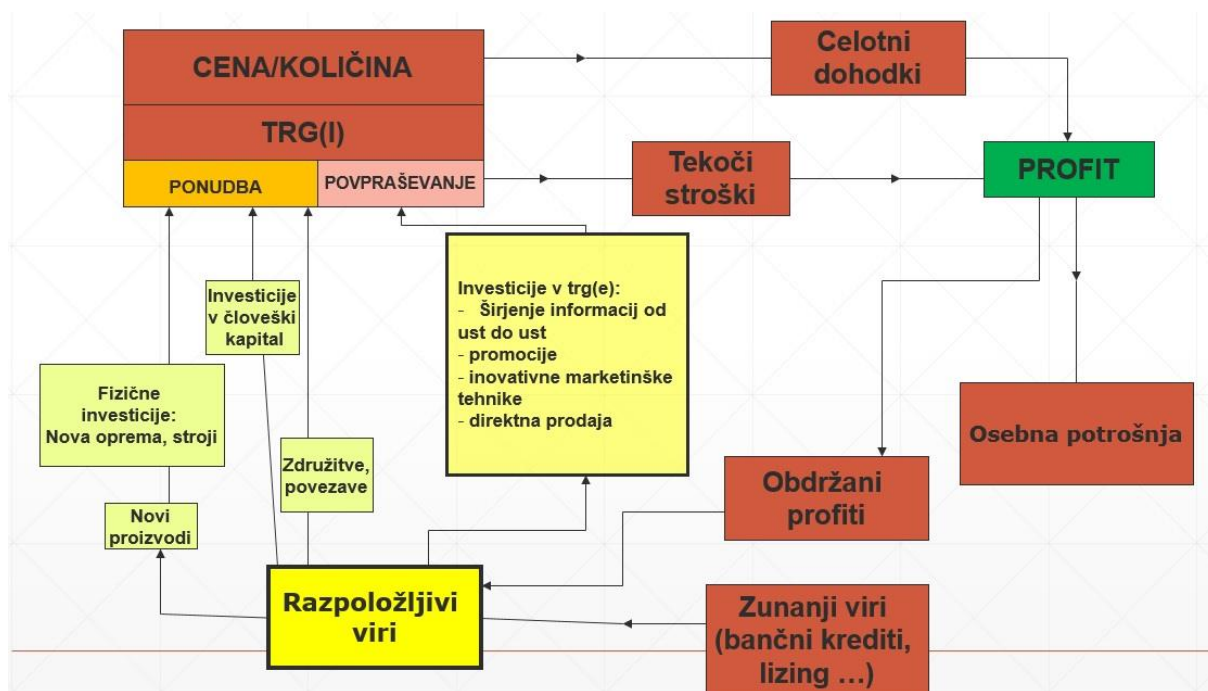 CENA/KOLIČINA
TRG(I)
PONUDBA
POVPRAŠEVANJE
Celotni
dohodki
Tekoči
stroški
PROFIT
Investicije
v človeški
kapital
Fizične
investicije:
Nova oprema, stroji
Novi
proizvodi
Združitve,
povezave
Investicije v trg(e):
- Širjenje informacij od
ust do ust
- promocije
- inovativne marketinške
tehnike
- direktna prodaja
Osebna potrošnja
Obdržani
profiti
Razpoložljivi
viri
Zunanji viri
(bančni krediti,
lizing ...)